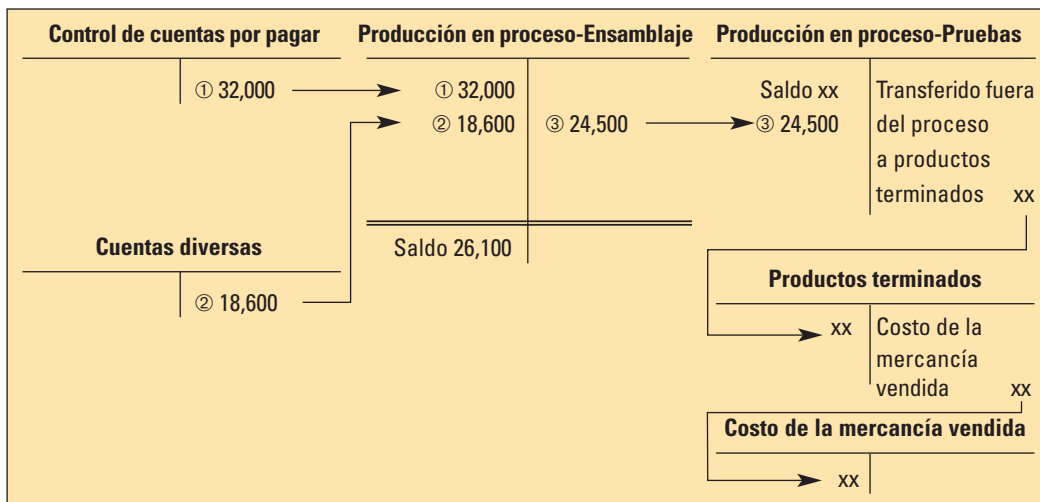 Control de cuentas por pagar
① 32,000
Producción en proceso-Ensamblaje
① 32,000
② 18,600 ③ 24,500
Saldo 26,100
Producción en proceso-Pruebas
Saldo xx Transferido fuera
③ 24,500 del proceso
a productos
terminados xx
Cuentas diversas
② 18,600
Productos terminados
xx Costo de la
mercancía
vendida xx
Costo de la mercancía vendida
xx